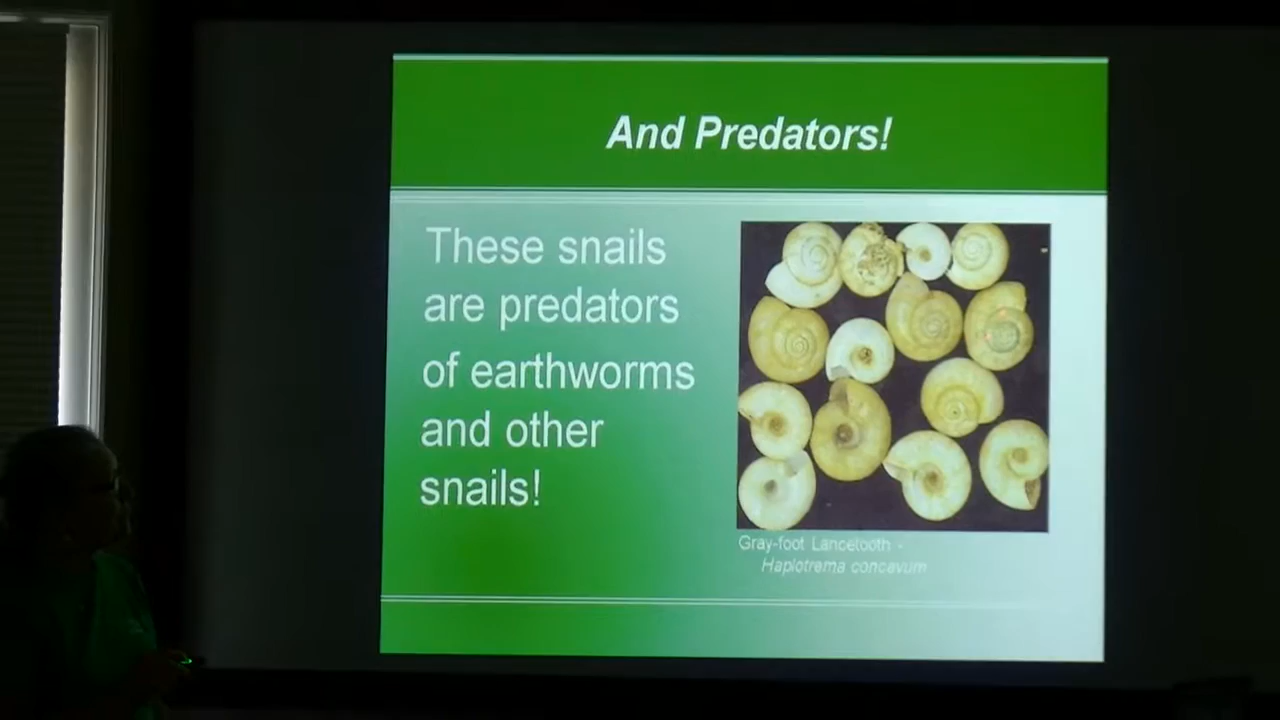 And Predators!
These snails
are predators
of earthworms
and other
snails!
Gray-foot Lancetooth -
Haplotrema concavum